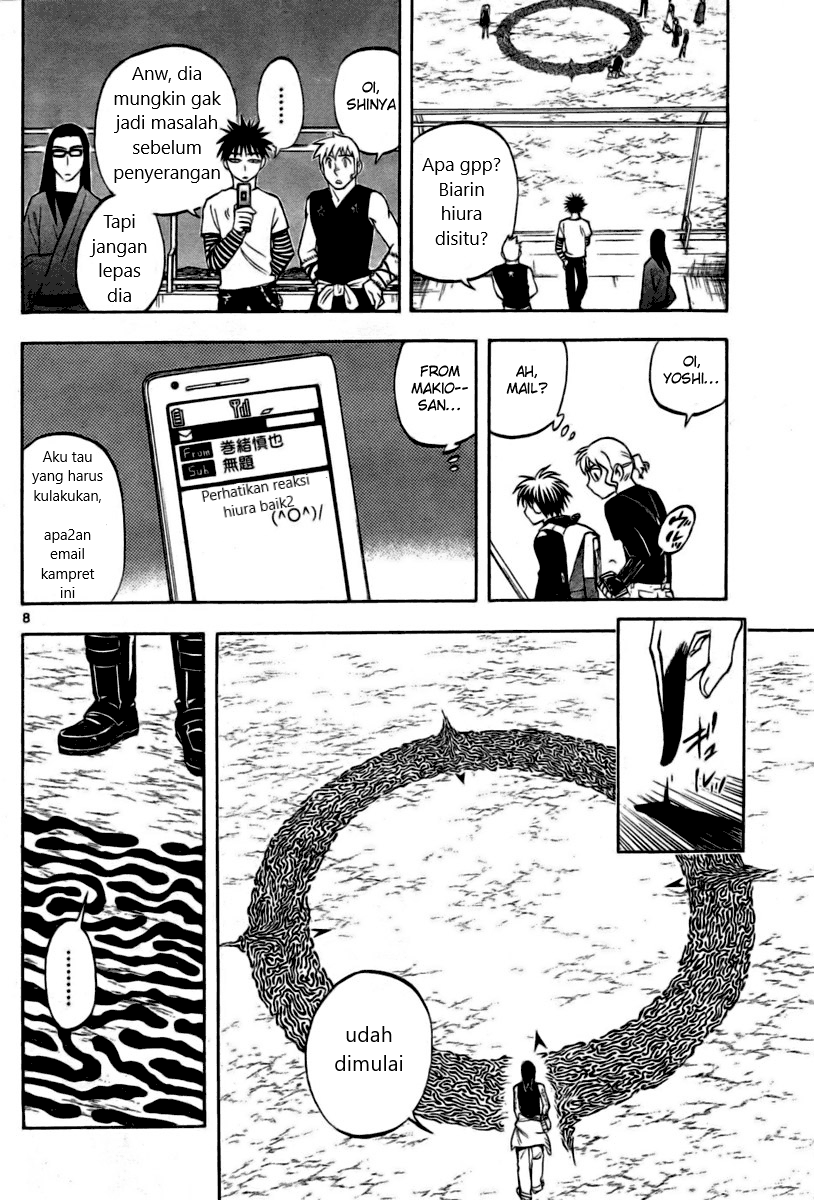 Apa gpp?
Biarin
hiura
disitu?
OI,
SHINYA
......
Anw, dia
mungkin gak
jadi masalah
sebelum
penyerangan
Tapi
jangan
lepas
dia
OI,
YOSHI...
AH,
MAIL?
FROM
MAKIO--
SAN...
From 巻緒慎也
Sub 無題
Perhatikan reaksi
hiura baik2
(^O^)/
Aku tau
yang harus
kulakukan,
apa2an
email
kampret
ini
8
ギュ
udah
dimulai
........